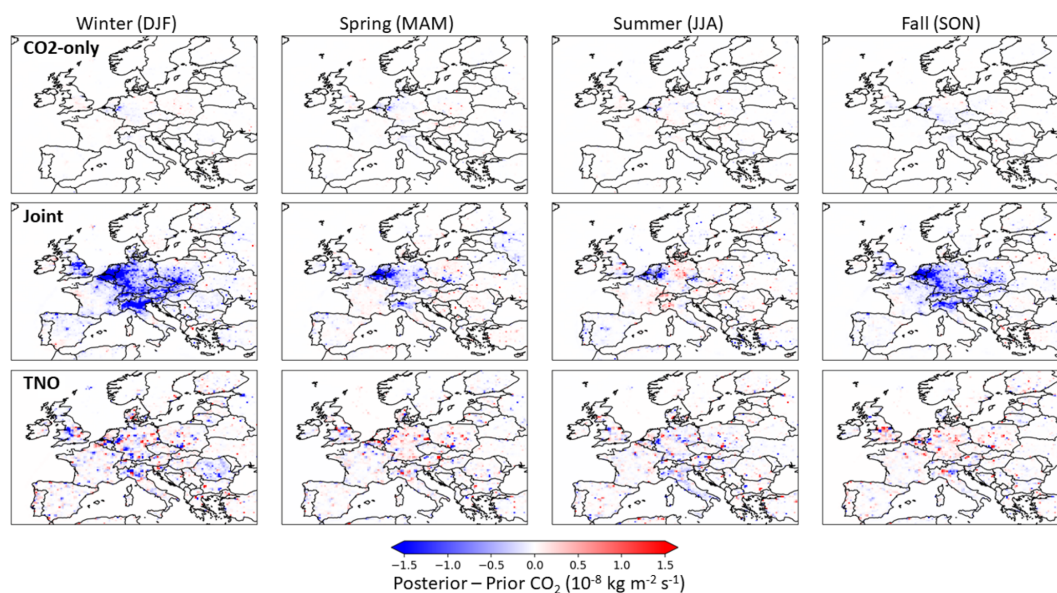 Winter (DJF) Spring (MAM) Summer (JJA) Fall (SON)
CO2-only
Joint
TNO
−1.5 −1.0 −0.5 0.0 0.5 1.0 1.5
Posterior – Prior CO₂ (10⁻⁸ kg m⁻² s⁻¹)